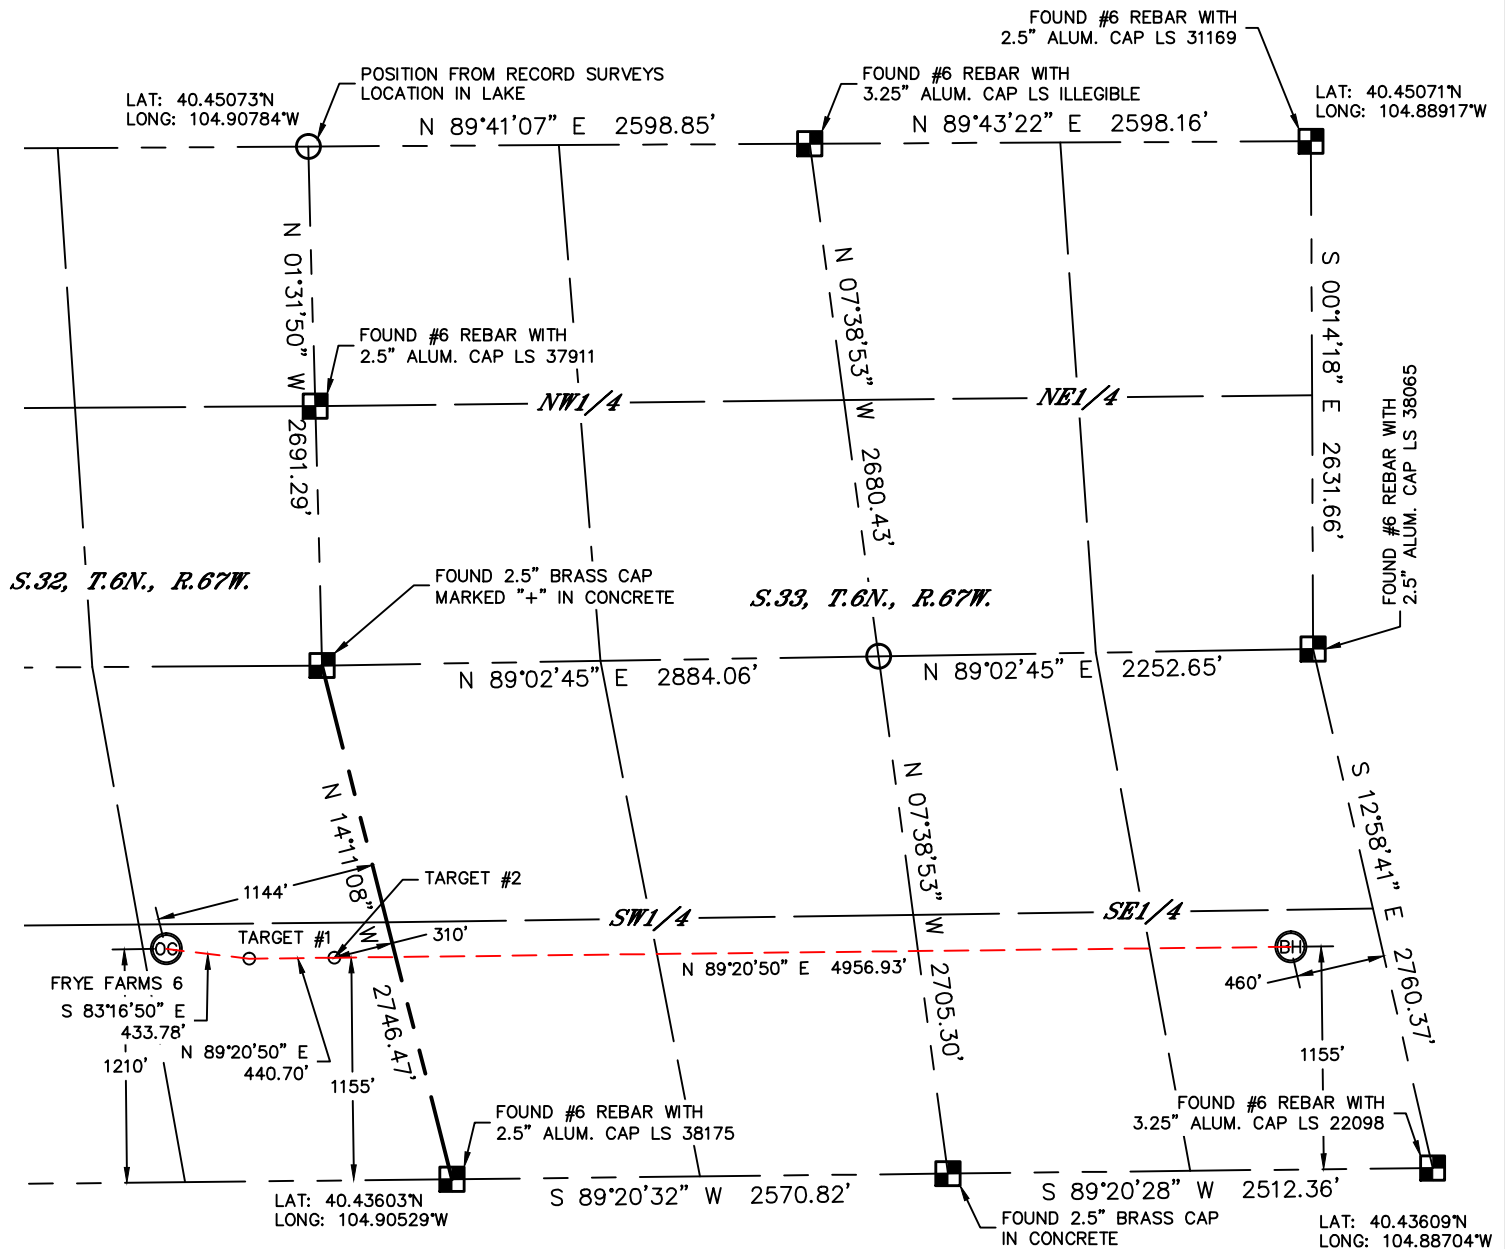 FOUND #6 REBAR WITH
2.5" ALUM. CAP LS 31169
POSITION FROM RECORD SURVEYS
LOCATION IN LAKE
FOUND #6 REBAR WITH
3.25" ALUM. CAP LS ILLEGIBLE
LAT: 40.45073°N
LONG: 104.90784°W
LAT: 40.45071°N
LONG: 104.88917°W
N 89°41'07" E 2598.85'
N 89°43'22" E 2598.16'
N 01°31'50" W 2691.29'
N 07°38'53" W 2680.43'
S 00°14'18" E 2631.66'
FOUND #6 REBAR WITH
2.5" ALUM. CAP LS 37911
NW1/4
NE1/4
FOUND #6 REBAR WITH
2.5" ALUM. CAP LS 38065
S.32, T.6N., R.67W.
FOUND 2.5" BRASS CAP
MARKED "+" IN CONCRETE
S.33, T.6N., R.67W.
N 89°02'45" E 2884.06'
N 89°02'45" E 2252.65'
N 14°11'08" W 2746.47'
N 07°38'53" W 2705.30'
S 12°58'41" E 2760.37'
1144'
TARGET #2
SW1/4
SE1/4
TARGET #1
310'
OG
BH
FRYE FARMS 6
N 89°20'50" E 4956.93'
460'
S 83°16'50" E
433.78'
N 89°20'50" E
440.70'
1210'
1155'
1155'
FOUND #6 REBAR WITH
2.5" ALUM. CAP LS 38175
FOUND #6 REBAR WITH
3.25" ALUM. CAP LS 22098
S 89°20'32" W 2570.82'
S 89°20'28" W 2512.36'
LAT: 40.43603°N
LONG: 104.90529°W
FOUND 2.5" BRASS CAP
IN CONCRETE
LAT: 40.43609°N
LONG: 104.88704°W